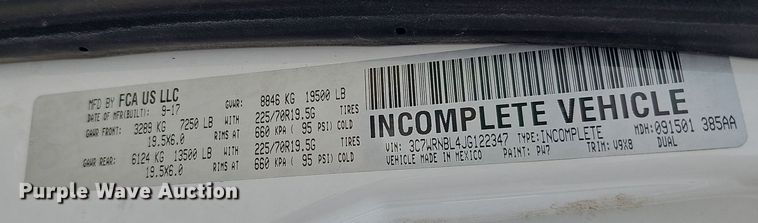 MFD BY FCA US LLC
DATE OF MFR(BUILT): 9-17 GVWR: 8846 KG 19500 LB
GAWR FRONT: 3289 KG 7250 LB 225/70R19.5G TIRES
19.5X6.0 RIMS AT 660 KPA ( 95 PSI) COLD
GAWR REAR: 6124 KG 13500 LB 225/70R19.5G TIRES
19.5X6.0 RIMS AT 660 KPA ( 95 PSI) COLD
INCOMPLETE VEHICLE
VIN: 3C7WRNBL4JG122347 TYPE:INCOMPLETE MDH: 091501 385AA
VEHICLE MADE IN MEXICO PAINT: PW7 TRIM: V9X8 DUAL
Purple Wave Auction